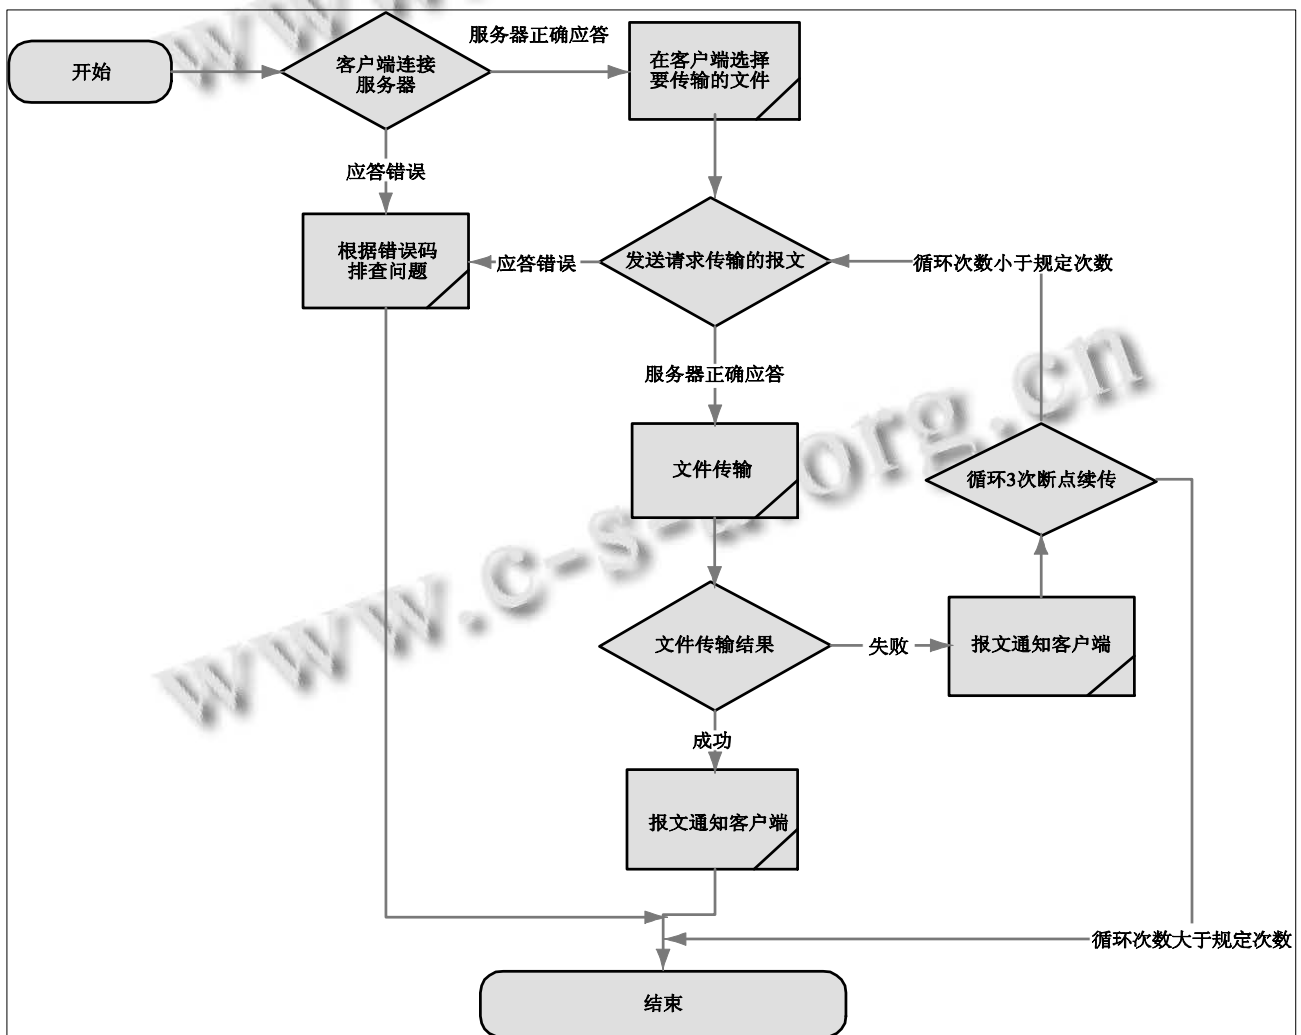 服务器正确应答
开始
客户端连接
服务器
在客户端选择
要传输的文件
应答错误
根据错误码
排查问题
应答错误
发送请求传输的报文
循环次数小于规定次数
服务器正确应答
文件传输
循环3次断点续传
文件传输结果
失败
报文通知客户端
成功
报文通知客户端
循环次数大于规定次数
结束
www.c-s-a.org.cn